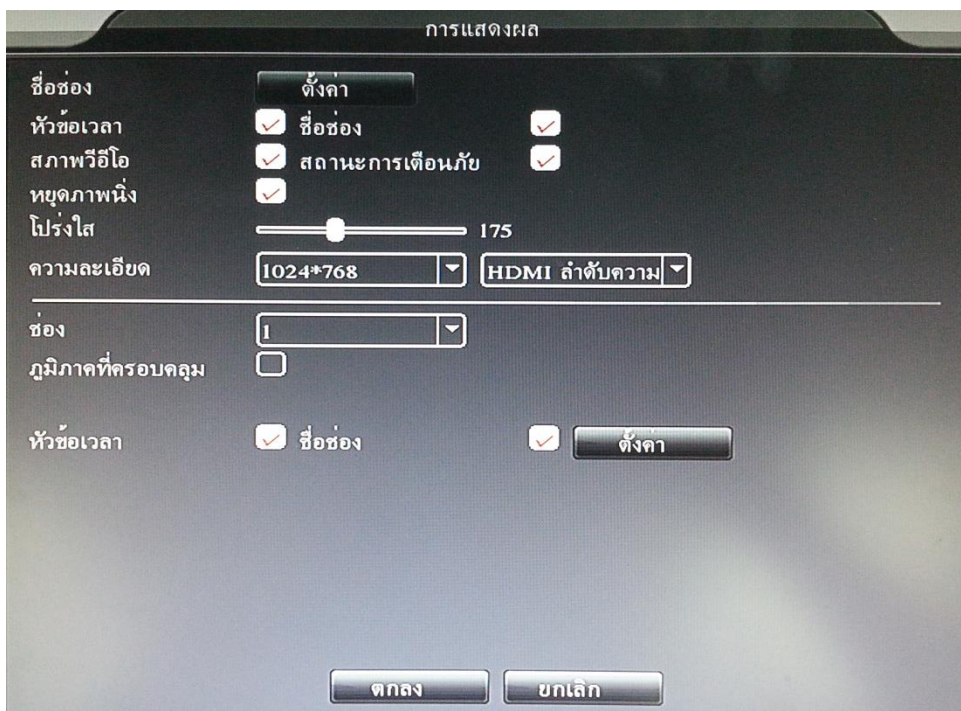 การแสดงผล
ชื่อช่อง ตั้งค่า
หัวข้อเวลา ชื่อช่อง
สภาพวีอีโอ สถานะการเตือนภัย
หยุดภาพนิ่ง
โปร่งใส 175
ความละเอียด 1024*768 HDMI ลำดับความ
ช่อง 1
ภูมิภาคที่ครอบคลุม
หัวข้อเวลา ชื่อช่อง ตั้งค่า
ตกลง ยกเลิก